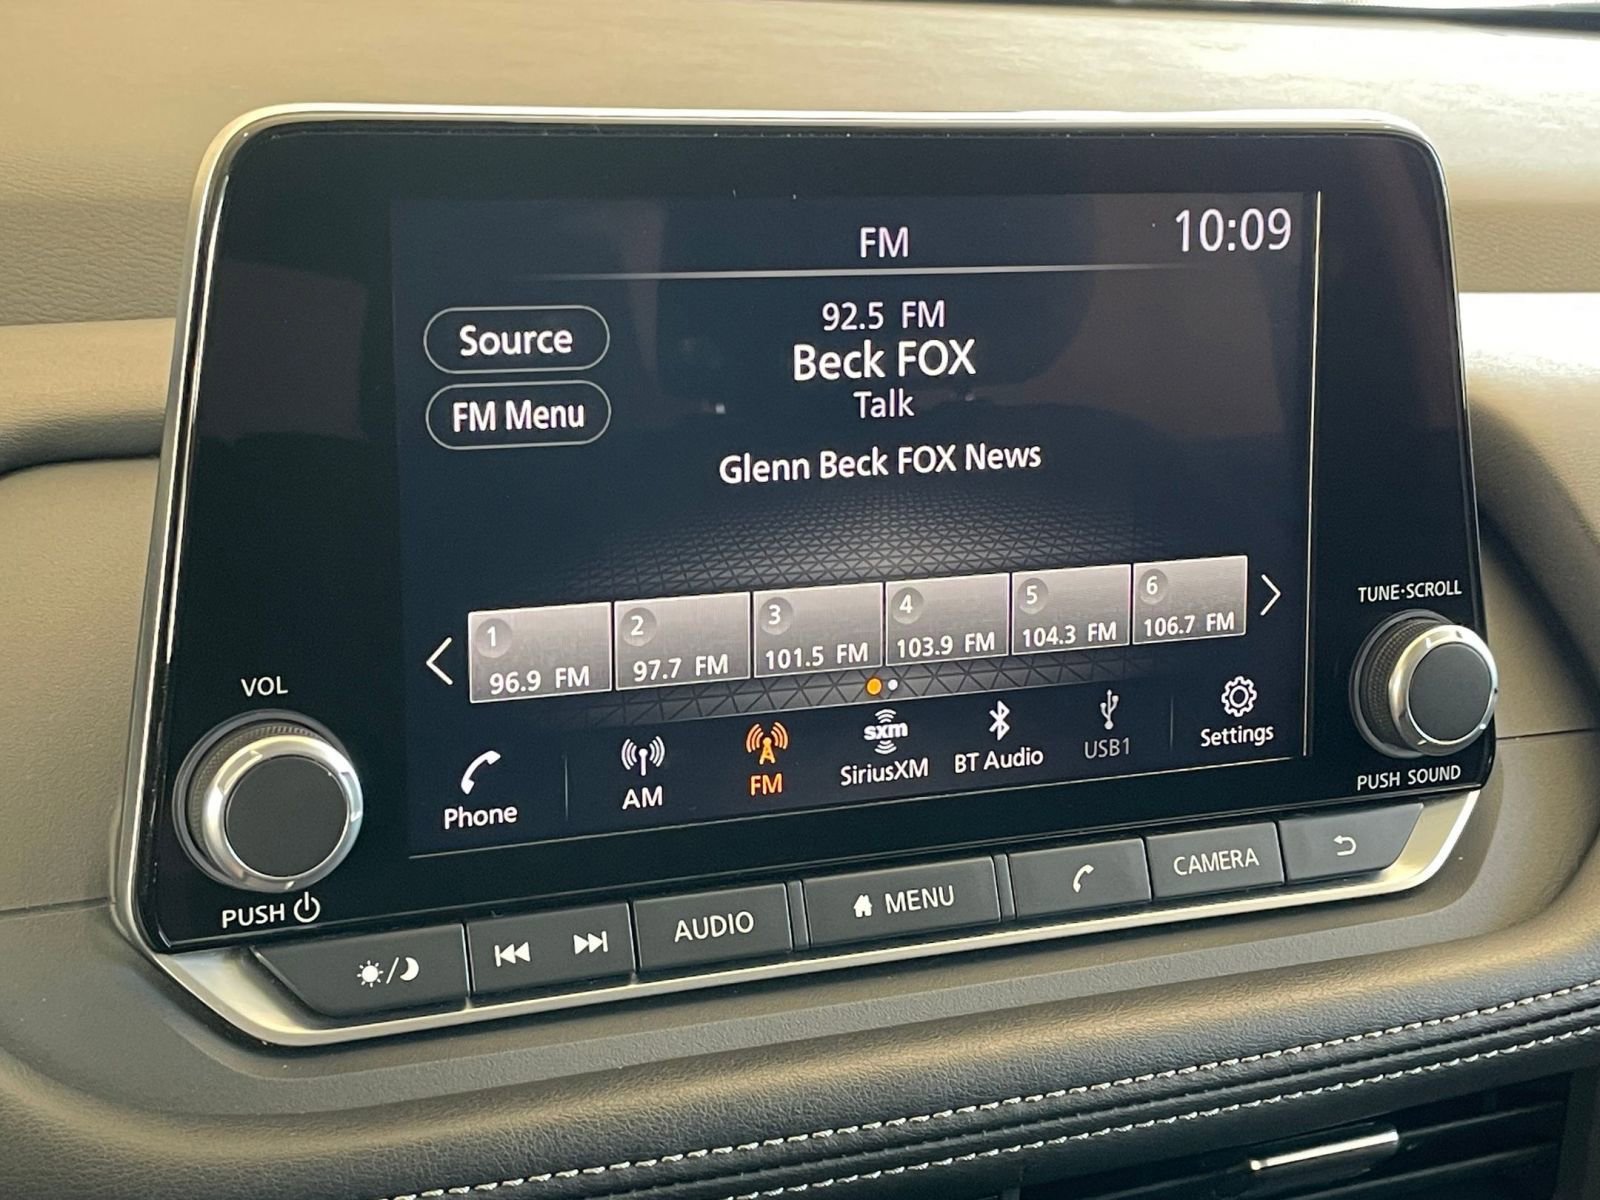 FM
10:09
Source
92.5 FM
Beck FOX
FM Menu
Talk
Glenn Beck FOX News
1
96.9 FM
2
97.7 FM
3
101.5 FM
4
103.9 FM
5
104.3 FM
6
106.7 FM
Phone
AM
FM
sxm
SiriusXM
BT Audio
USB1
Settings
VOL
PUSH
TUNE·SCROLL
PUSH SOUND
AUDIO
MENU
CAMERA